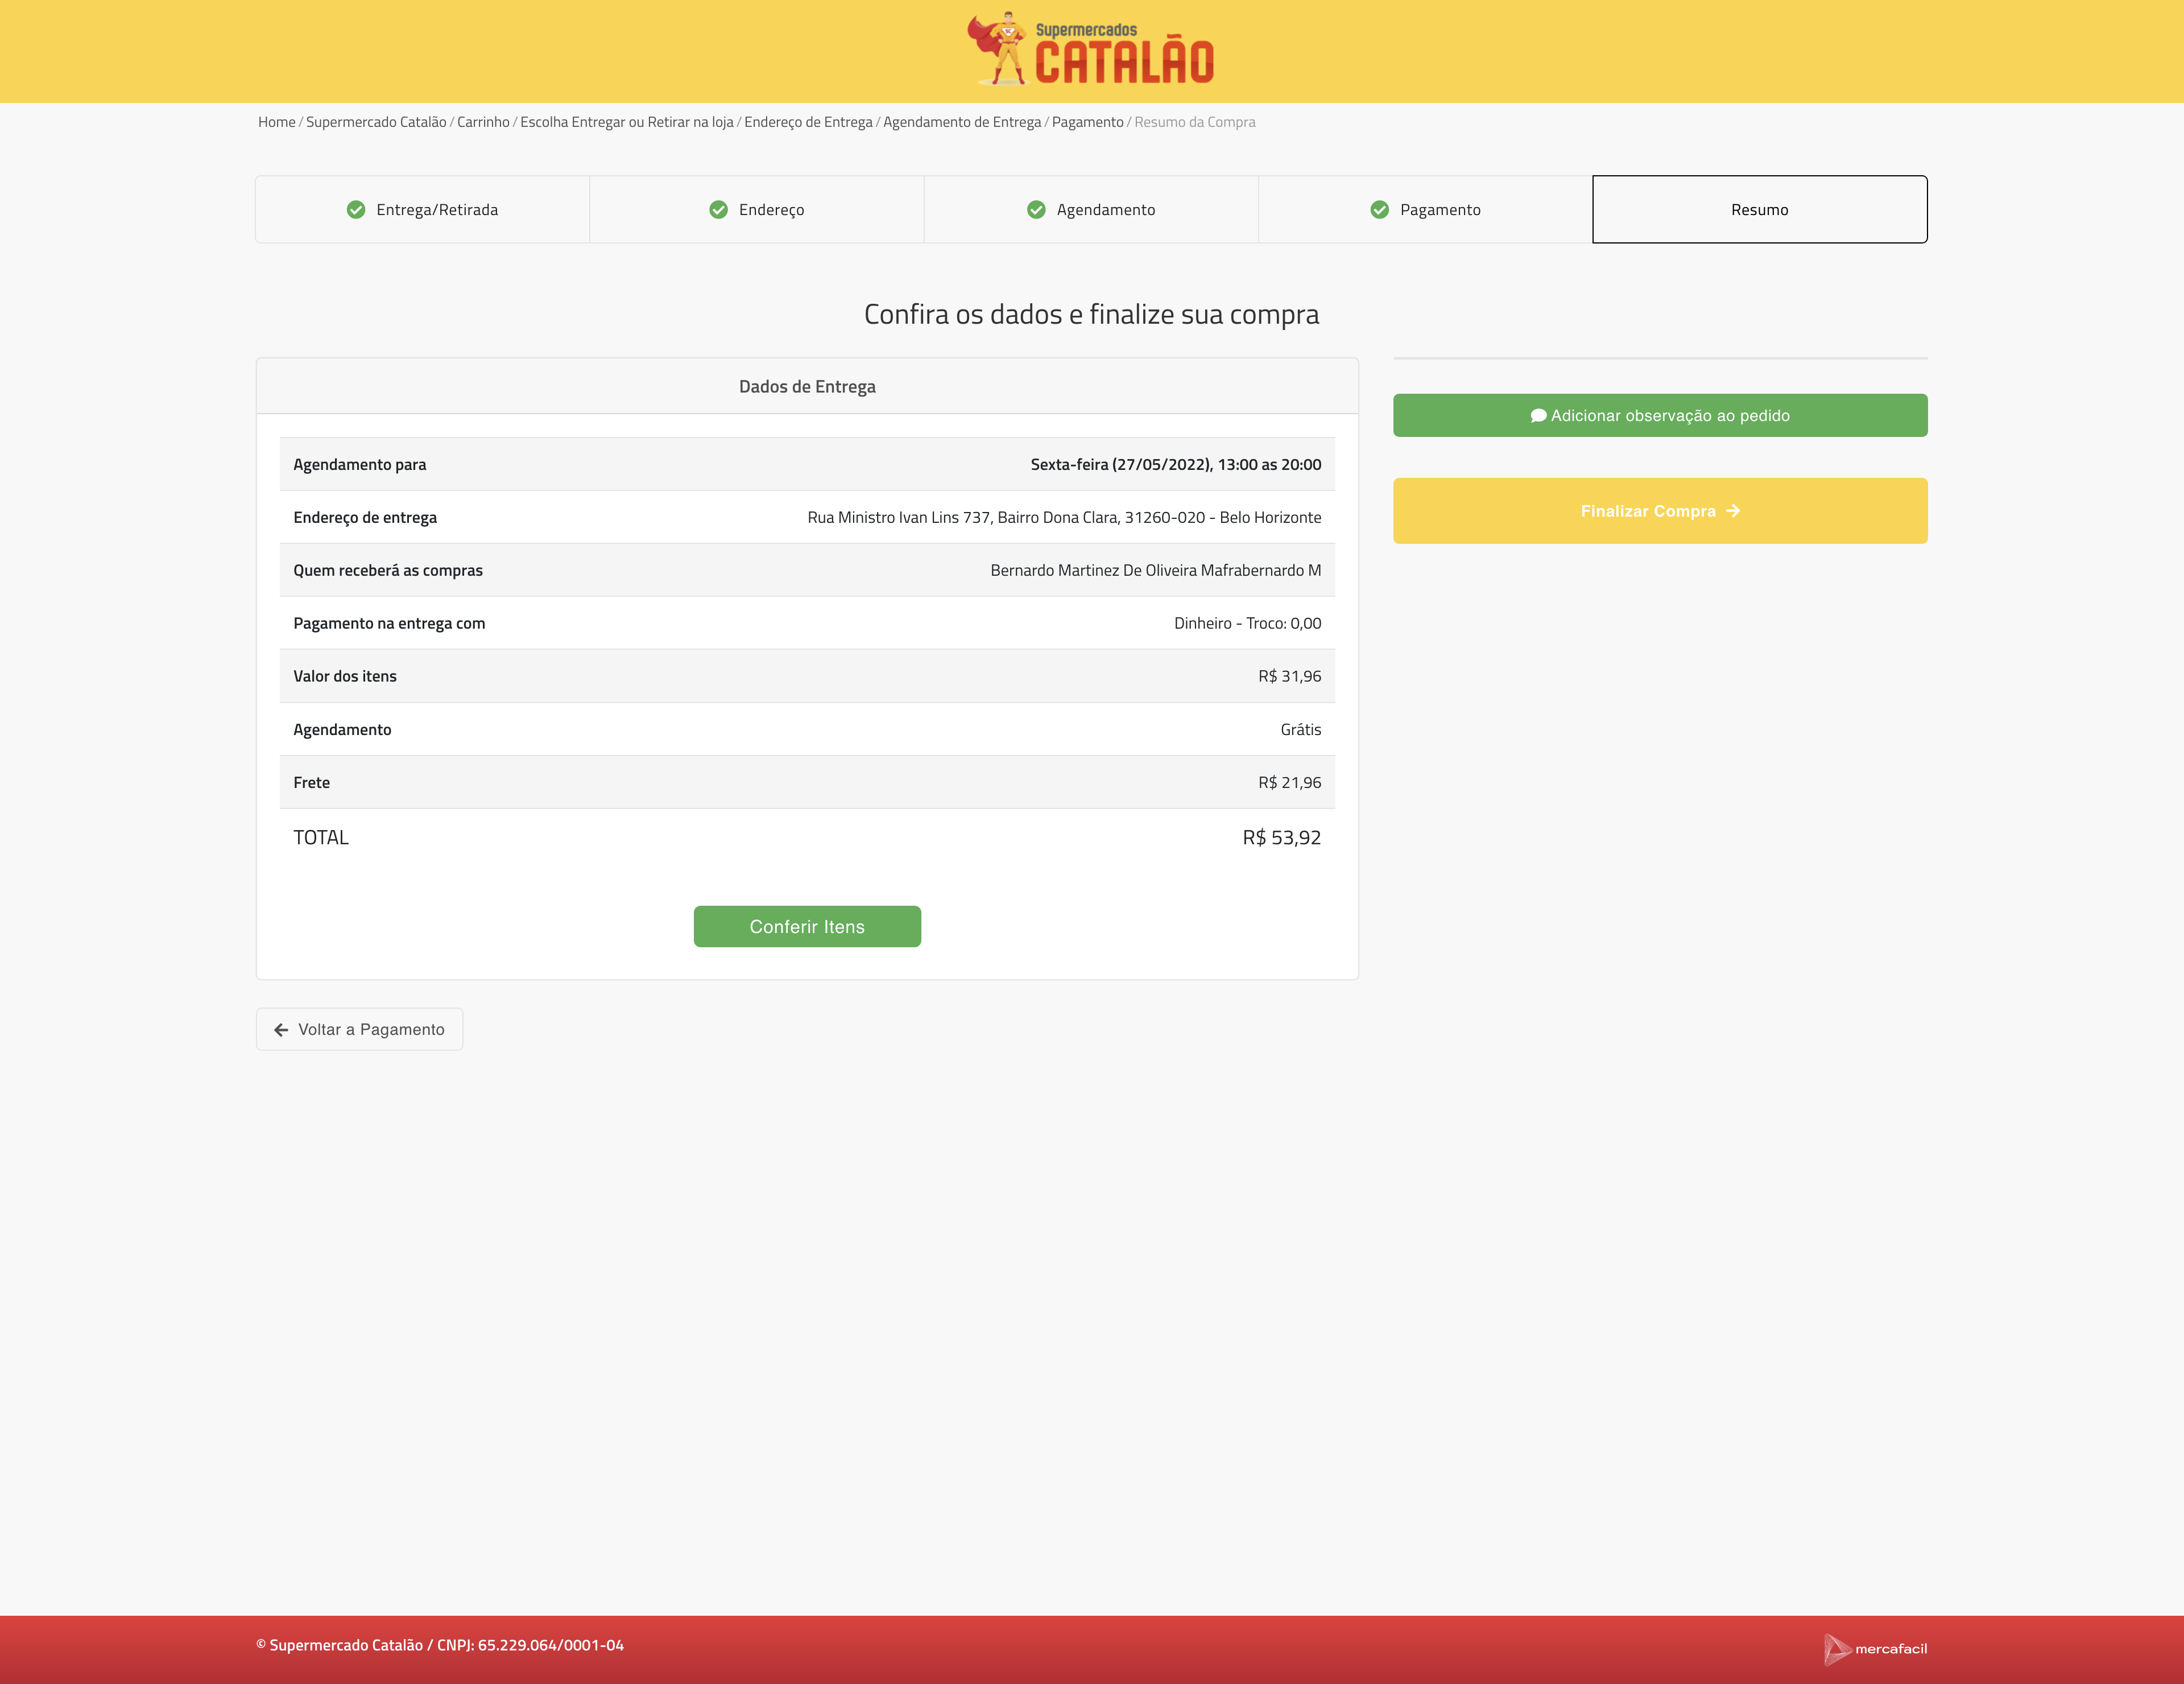 Supermercados
CATALÃO
Home / Supermercado Catalão / Carrinho / Escolha Entregar ou Retirar na loja / Endereço de Entrega / Agendamento de Entrega / Pagamento / Resumo da Compra
Entrega/Retirada
Endereço
Agendamento
Pagamento
Resumo
Confira os dados e finalize sua compra
Dados de Entrega
Agendamento para Sexta-feira (27/05/2022), 13:00 as 20:00
Endereço de entrega Rua Ministro Ivan Lins 737, Bairro Dona Clara, 31260-020 - Belo Horizonte
Quem receberá as compras Bernardo Martinez De Oliveira Mafrabernardo M
Pagamento na entrega com Dinheiro - Troco: 0,00
Valor dos itens R$ 31,96
Agendamento Grátis
Frete R$ 21,96
TOTAL R$ 53,92
Conferir Itens
Adicionar observação ao pedido
Finalizar Compra
Voltar a Pagamento
© Supermercado Catalão / CNPJ: 65.229.064/0001-04
mercafacil